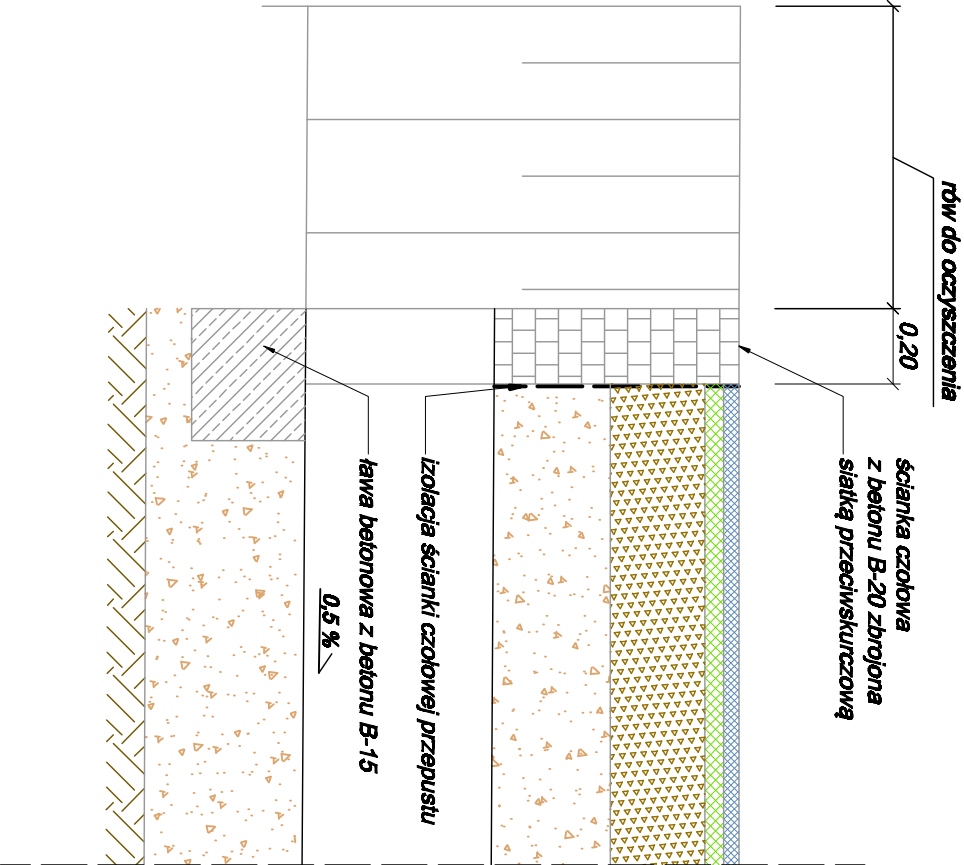 rów do oczyszczenia
0,20
ścianka czołowa
z betonu B-20 zbrojona
siatką przeciwskurczową
izolacja ścianki czołowej przepustu
ława betonowa z betonu B-15
0,5 %